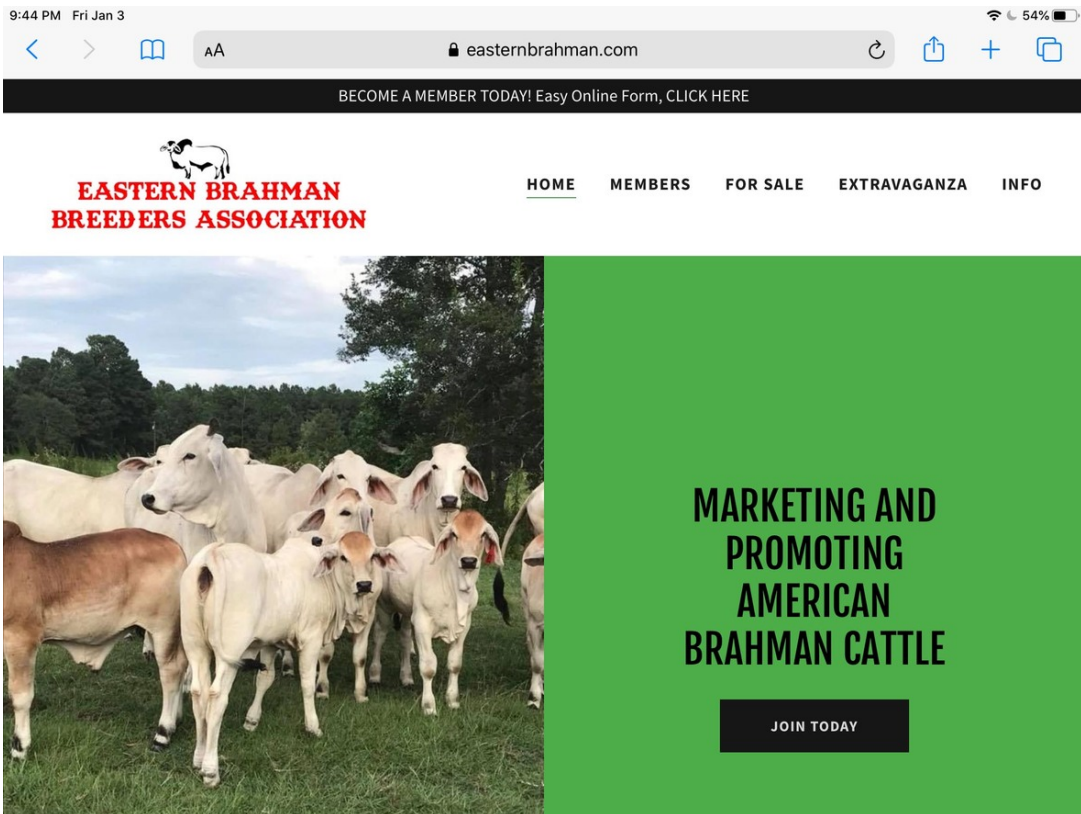 9:44 PM Fri Jan 3
54%
AA
easternbrahman.com
BECOME A MEMBER TODAY! Easy Online Form, CLICK HERE
EASTERN BRAHMAN
BREEDERS ASSOCIATION
HOME MEMBERS FOR SALE EXTRAVAGANZA INFO
MARKETING AND
PROMOTING
AMERICAN
BRAHMAN CATTLE
JOIN TODAY